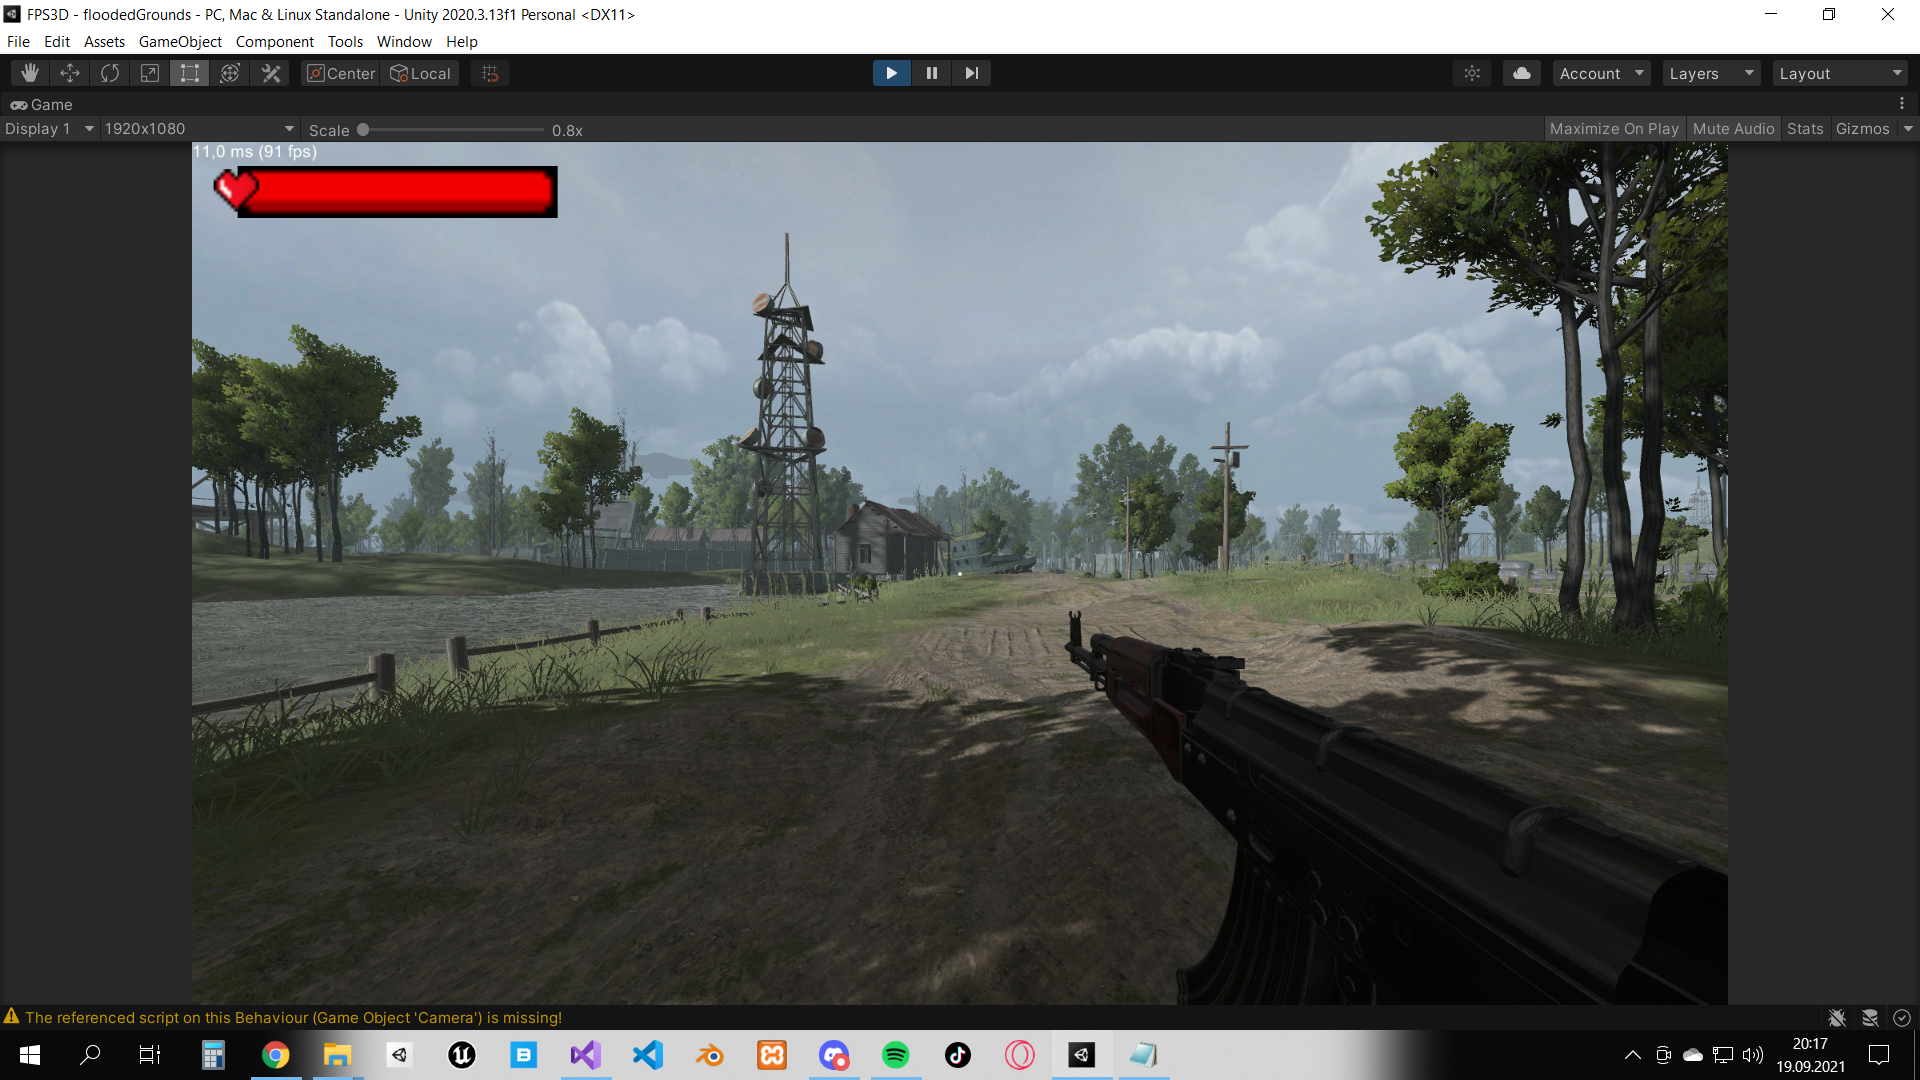 FPS3D - floodedGrounds - PC, Mac & Linux Standalone - Unity 2020.3.13f1 Personal <DX11>
File Edit Assets GameObject Component Tools Window Help
Center Local Account Layers Layout
Game
Display 1 1920x1080 Scale 0.8x Maximize On Play Mute Audio Stats Gizmos
11,0 ms (91 fps)
The referenced script on this Behaviour (Game Object 'Camera') is missing!
20:17
19.09.2021